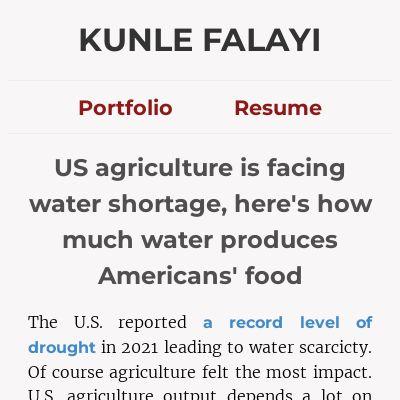 KUNLE FALAYI
Portfolio Resume
US agriculture is facing
water shortage, here's how
much water produces
Americans' food
The U.S. reported a record level of
drought in 2021 leading to water scarcicty.
Of course agriculture felt the most impact.
U.S. agriculture output depends a lot on